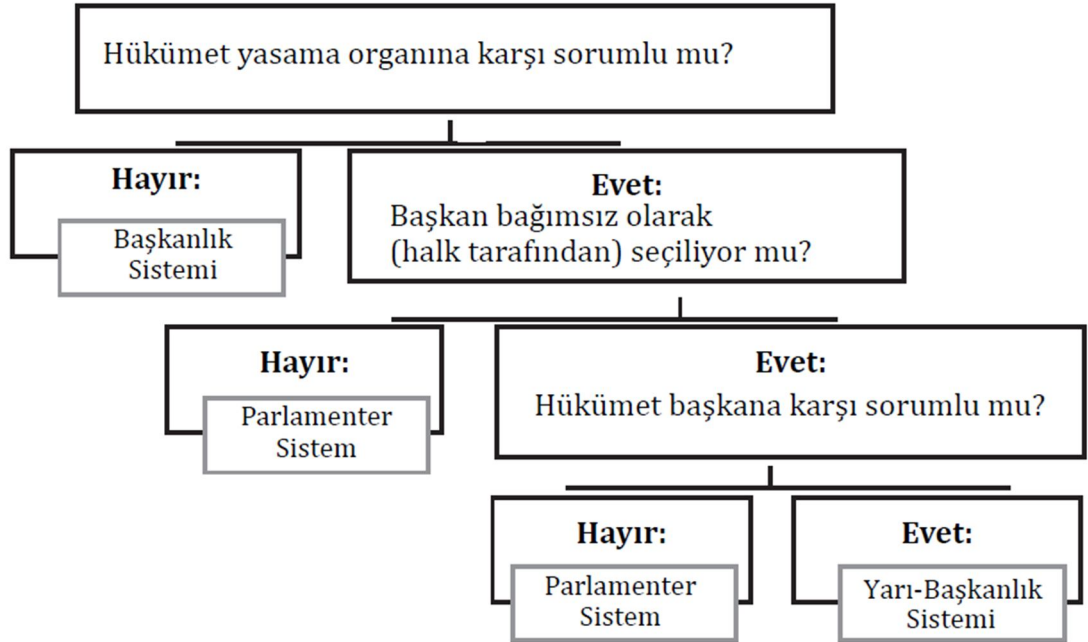 Hükümet yasama organına karşı sorumlu mu?
Hayır:
Başkanlık
Sistemi
Evet:
Başkan bağımsız olarak
(halk tarafından) seçiliyor mu?
Hayır:
Parlamenter
Sistem
Evet:
Hükümet başkana karşı sorumlu mu?
Hayır:
Parlamenter
Sistem
Evet:
Yarı-Başkanlık
Sistemi